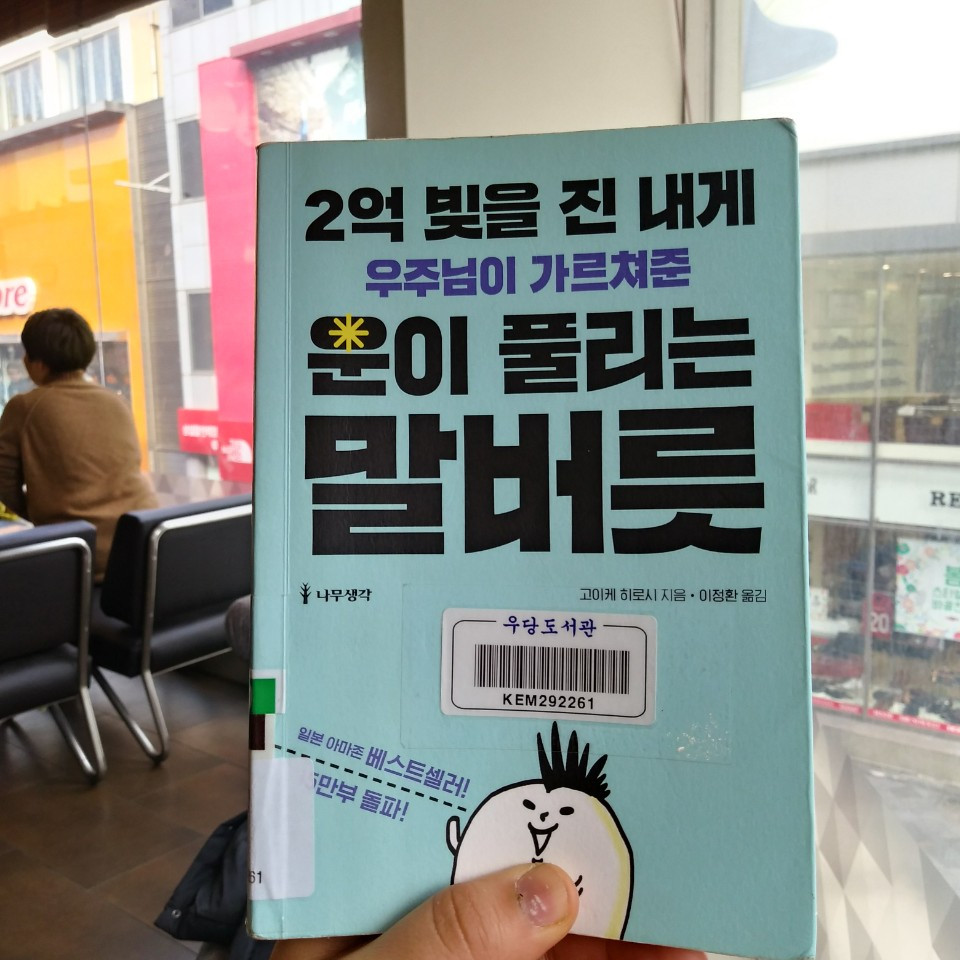 2억 빚을 진 내게
우주님이 가르쳐준
운이 풀리는
말버릇
나무생각
고이케 히로시 지음 • 이정환 옮김
우당도서관
KEM292261
일본 아마존 베스트셀러!
만부 돌파!
61
RE
20